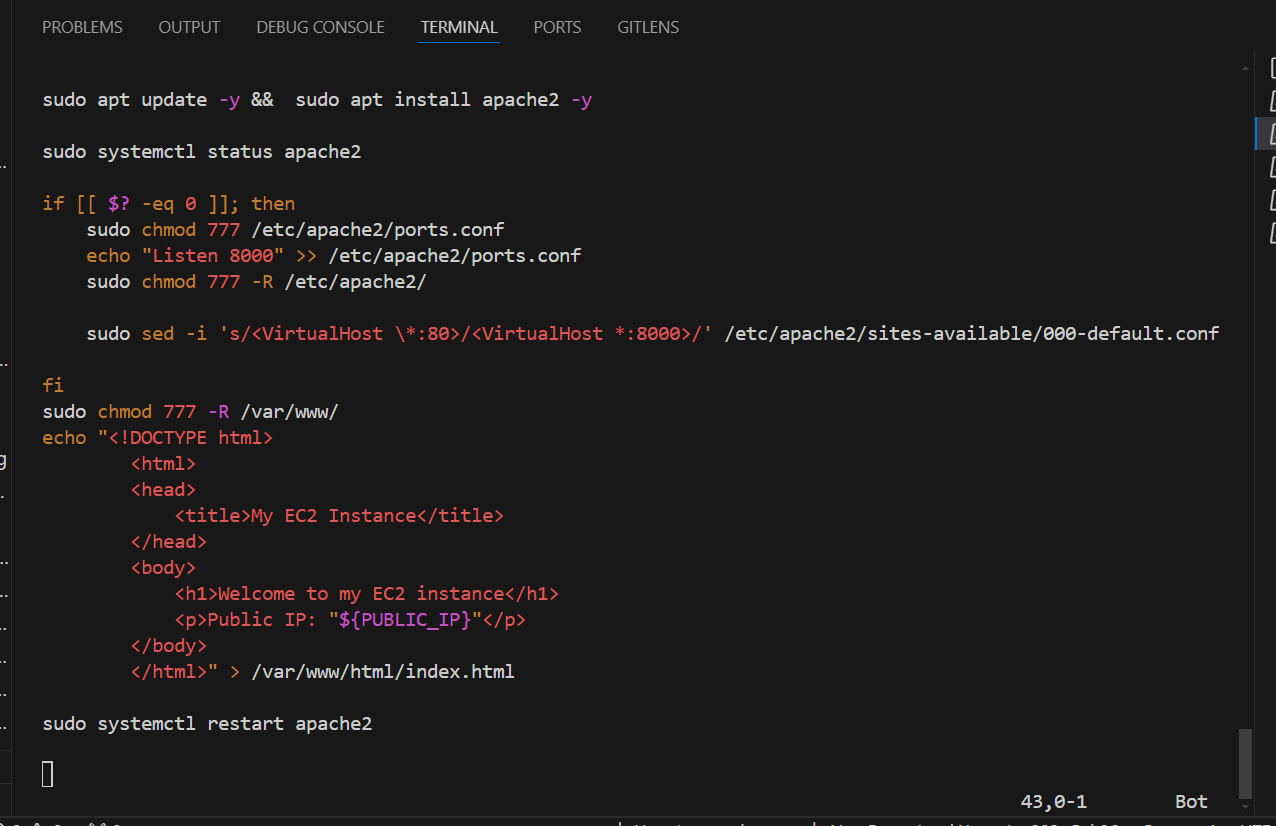 PROBLEMS OUTPUT DEBUG CONSOLE TERMINAL PORTS GITLENS
sudo apt update -y && sudo apt install apache2 -y
sudo systemctl status apache2
if [[ $? -eq 0 ]]; then
sudo chmod 777 /etc/apache2/ports.conf
echo "Listen 8000" >> /etc/apache2/ports.conf
sudo chmod 777 -R /etc/apache2/
sudo sed -i 's/<VirtualHost \*:80>/<VirtualHost *:8000>/' /etc/apache2/sites-available/000-default.conf
fi
sudo chmod 777 -R /var/www/
echo "<!DOCTYPE html>
<html>
<head>
<title>My EC2 Instance</title>
</head>
<body>
<h1>Welcome to my EC2 instance</h1>
<p>Public IP: "${PUBLIC_IP}"</p>
</body>
</html>" > /var/www/html/index.html
sudo systemctl restart apache2
43,0-1 Bot